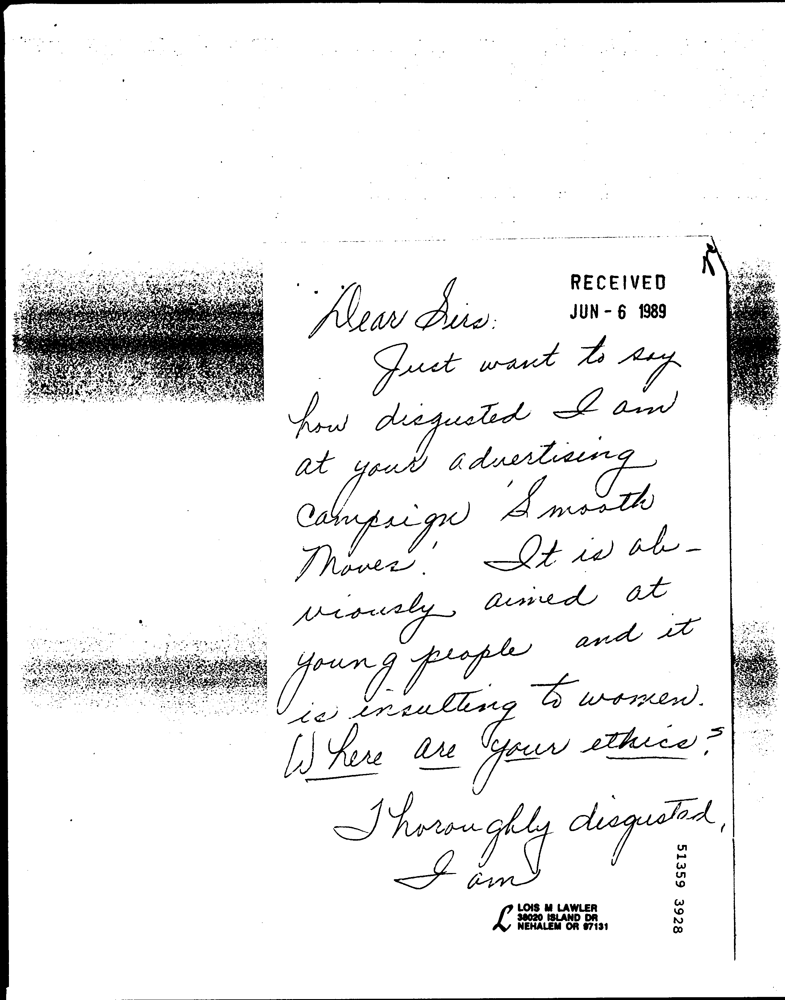 RECEIVED
JUN - 6 1989
Dear Sirs:
Just want to say
how disgusted I am
at your advertising
campaign 'Smooth
Moves'. It is ob-
viously aimed at
young people and it
is insulting to women.
Where are your ethics?
Thoroughly disgusted,
I am
L LOIS M LAWLER
38020 ISLAND DR
NEHALEM OR 97131
51359 3928